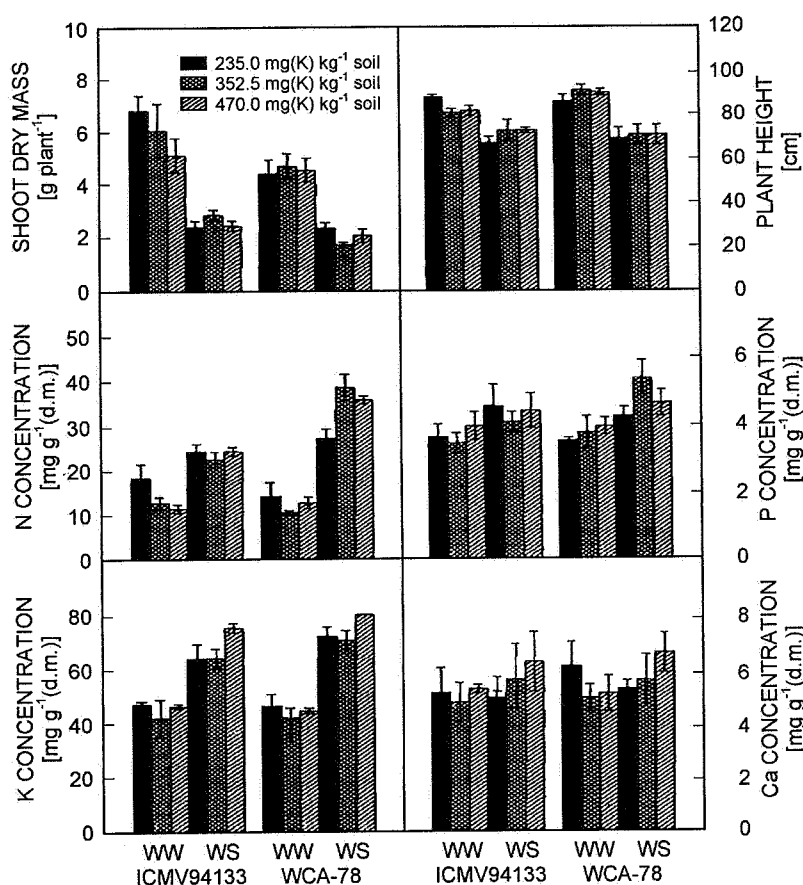 SHOOT DRY MASS
[g plant⁻¹]
10
8
6
4
2
0
235.0 mg(K) kg⁻¹ soil
352.5 mg(K) kg⁻¹ soil
470.0 mg(K) kg⁻¹ soil
120
100
80
60
40
20
0
PLANT HEIGHT
[cm]
N CONCENTRATION
[mg g⁻¹(d.m.)]
50
40
30
20
10
0
6
4
2
0
P CONCENTRATION
[mg g⁻¹(d.m.)]
K CONCENTRATION
[mg g⁻¹(d.m.)]
80
60
40
20
0
8
6
4
2
0
Ca CONCENTRATION
[mg g⁻¹(d.m.)]
WW WS WW WS WW WS WW WS
ICMV94133 WCA-78 ICMV94133 WCA-78